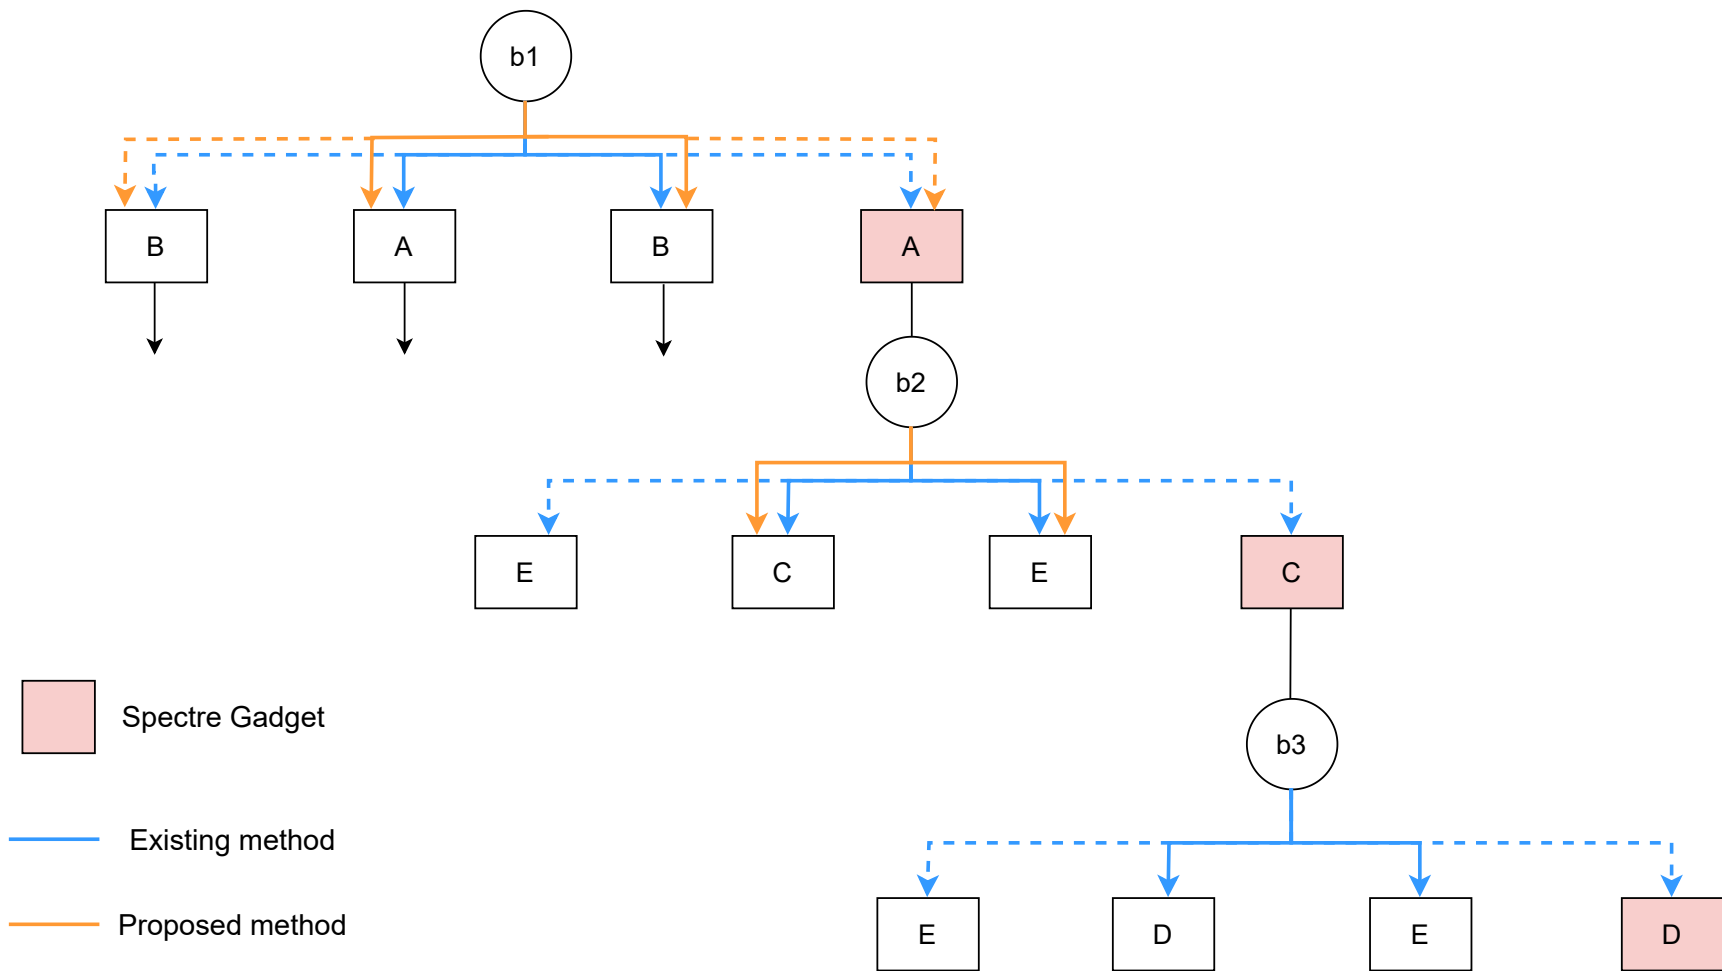 b1
B
A
B
A
b2
E
C
E
C
Spectre Gadget
b3
Existing method
Proposed method
E
D
E
D